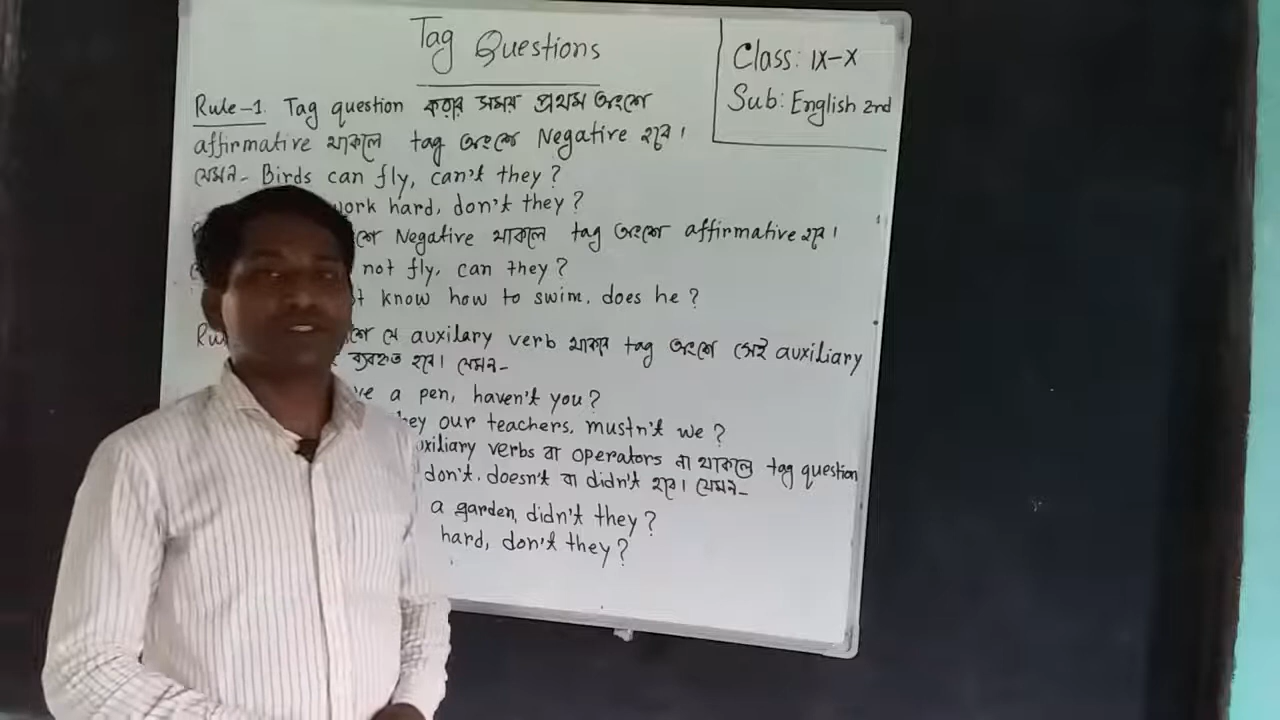 Tag Questions
Class: IX-X
Sub: English 2nd
Rule-1. Tag question করার সময় প্রথম অংশে
affirmative থাকলে tag অংশে Negative হবে।
যেমন- Birds can fly, can't they?
work hard, don't they?
Negative থাকলে tag অংশে affirmative হবে।
not fly, can they?
know how to swim, does he?
যে auxilary verb থাকে tag অংশে সেই auxiliary
ব্যবহৃত হবে। যেমন-
a pen, haven't you?
our teachers, mustn't we?
verbs বা operators না থাকলে tag question
don't. doesn't বা didn't হবে। যেমন-
a garden, didn't they?
hard, don't they?